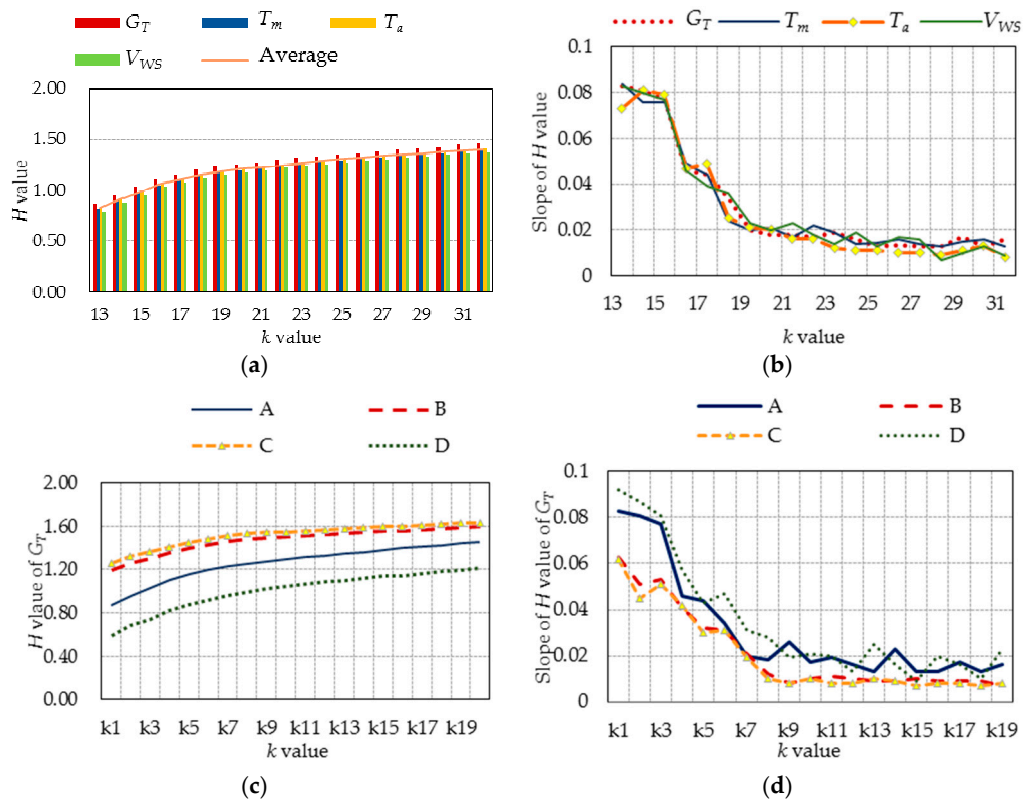 G_T T_m T_a
V_WS Average
2.00
1.50
1.00
0.50
0.00
H value
13 15 17 19 21 23 25 27 29 31
k value
(a)
G_T T_m T_a V_WS
0.1
0.08
0.06
0.04
0.02
0
Slope of H value
13 15 17 19 21 23 25 27 29 31
k value
(b)
A B
C D
2.00
1.60
1.20
0.80
0.40
0.00
H vlaue of G_T
k1 k3 k5 k7 k9 k11 k13 k15 k17 k19
k value
(c)
A B
C D
0.1
0.08
0.06
0.04
0.02
0
Slope of H value of G_T
k1 k3 k5 k7 k9 k11 k13 k15 k17 k19
k value
(d)